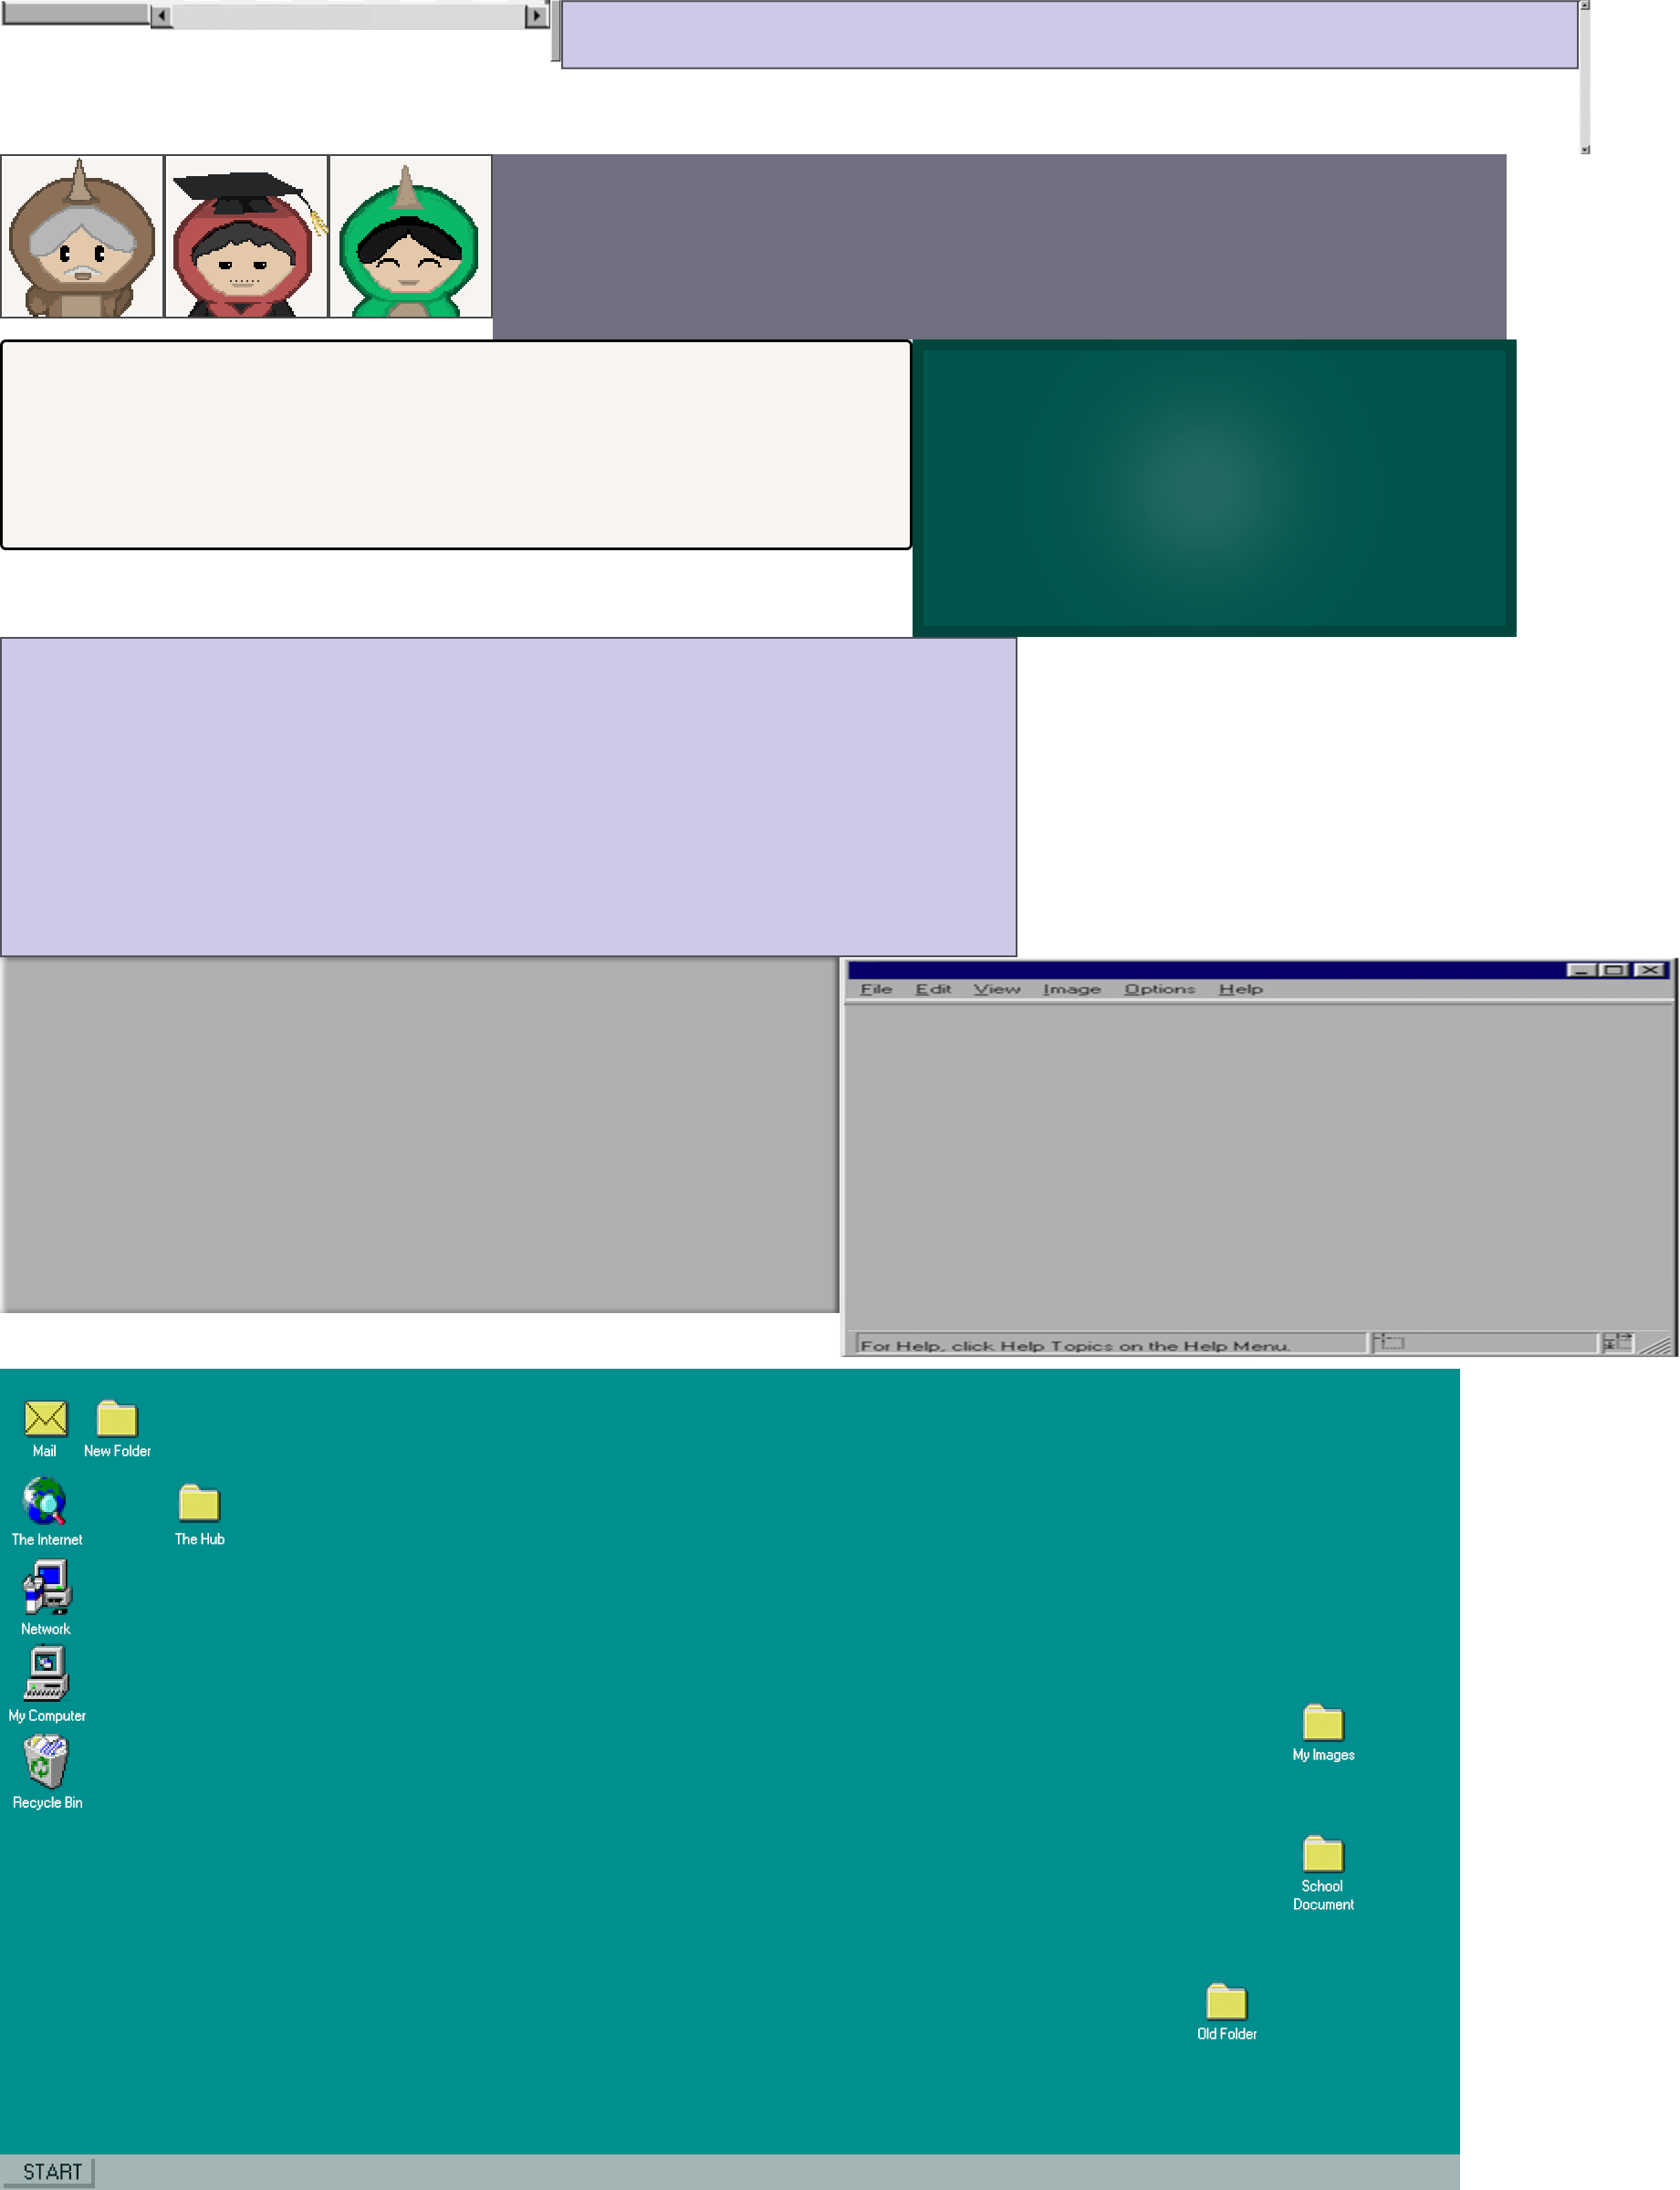 File Edit View Image Options Help
For Help, click Help Topics on the Help Menu.
Mail
New Folder
The Internet
The Hub
Network
My Computer
My Images
Recycle Bin
School
Document
Old Folder
START